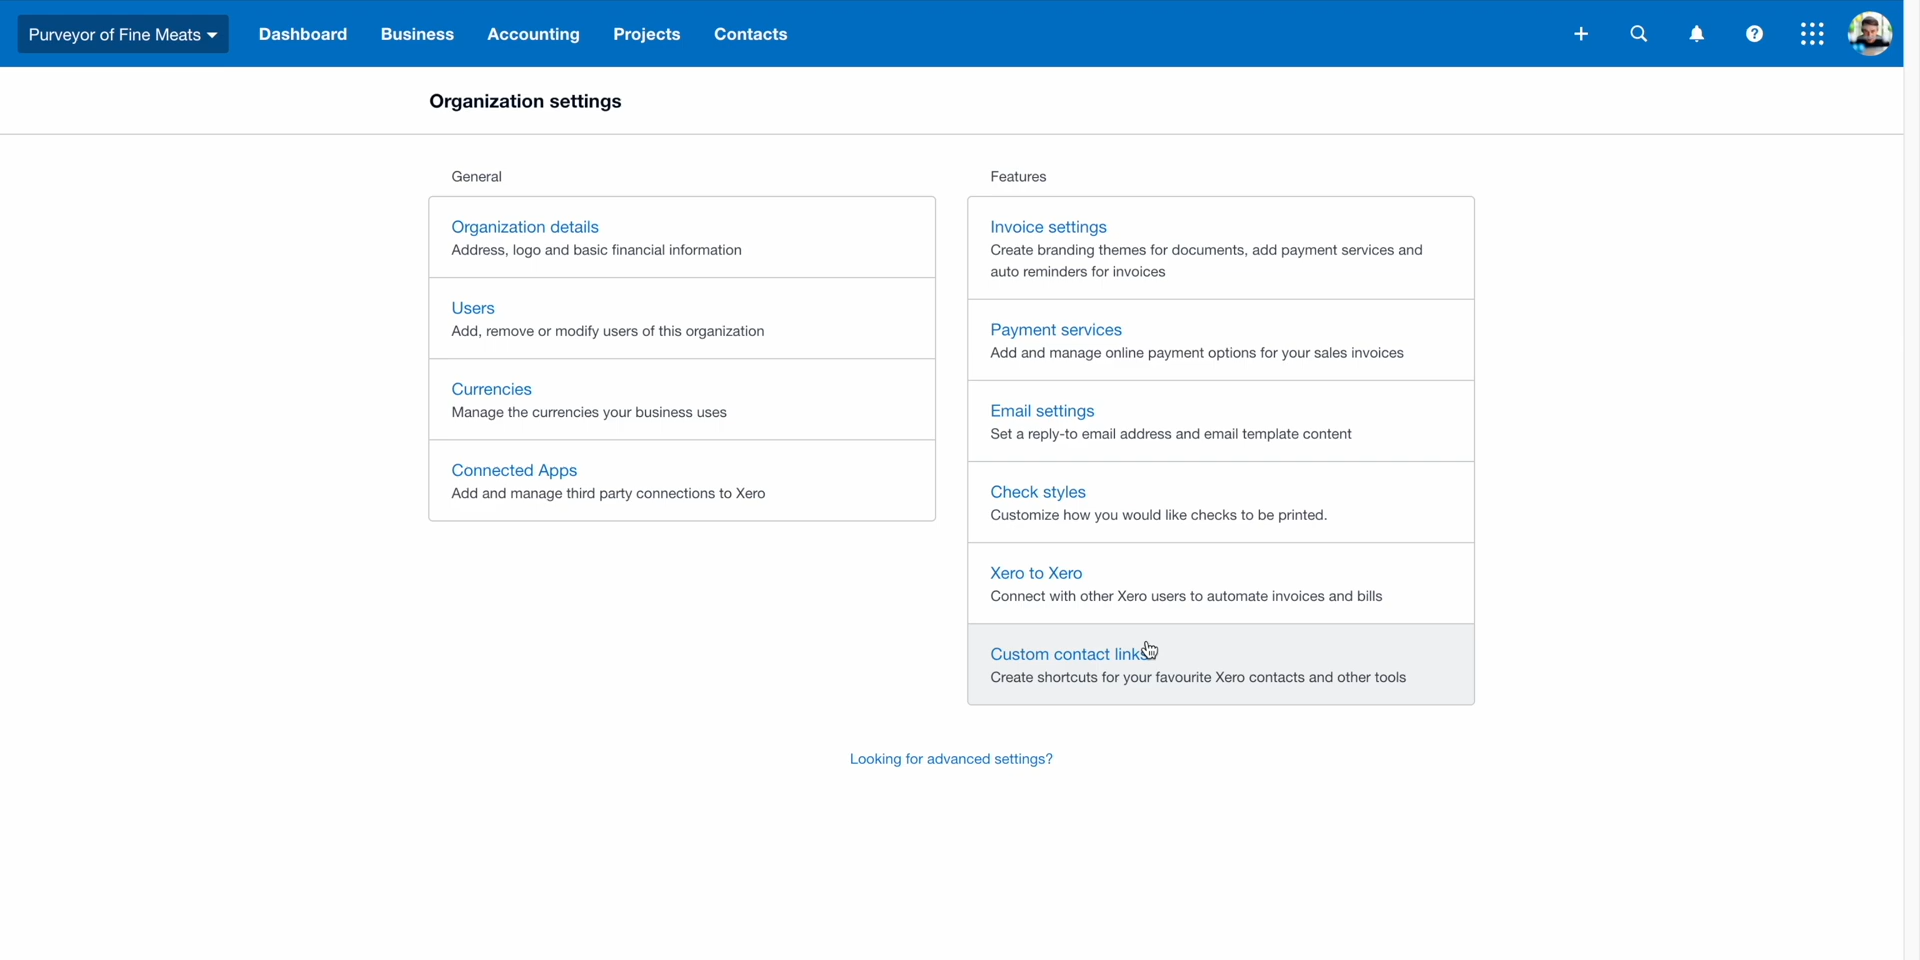 Purveyor of Fine Meats
Dashboard
Business
Accounting
Projects
Contacts
Organization settings
General
Organization details
Address, logo and basic financial information
Users
Add, remove or modify users of this organization
Currencies
Manage the currencies your business uses
Connected Apps
Add and manage third party connections to Xero
Features
Invoice settings
Create branding themes for documents, add payment services and
auto reminders for invoices
Payment services
Add and manage online payment options for your sales invoices
Email settings
Set a reply-to email address and email template content
Check styles
Customize how you would like checks to be printed.
Xero to Xero
Connect with other Xero users to automate invoices and bills
Custom contact links
Create shortcuts for your favourite Xero contacts and other tools
Looking for advanced settings?